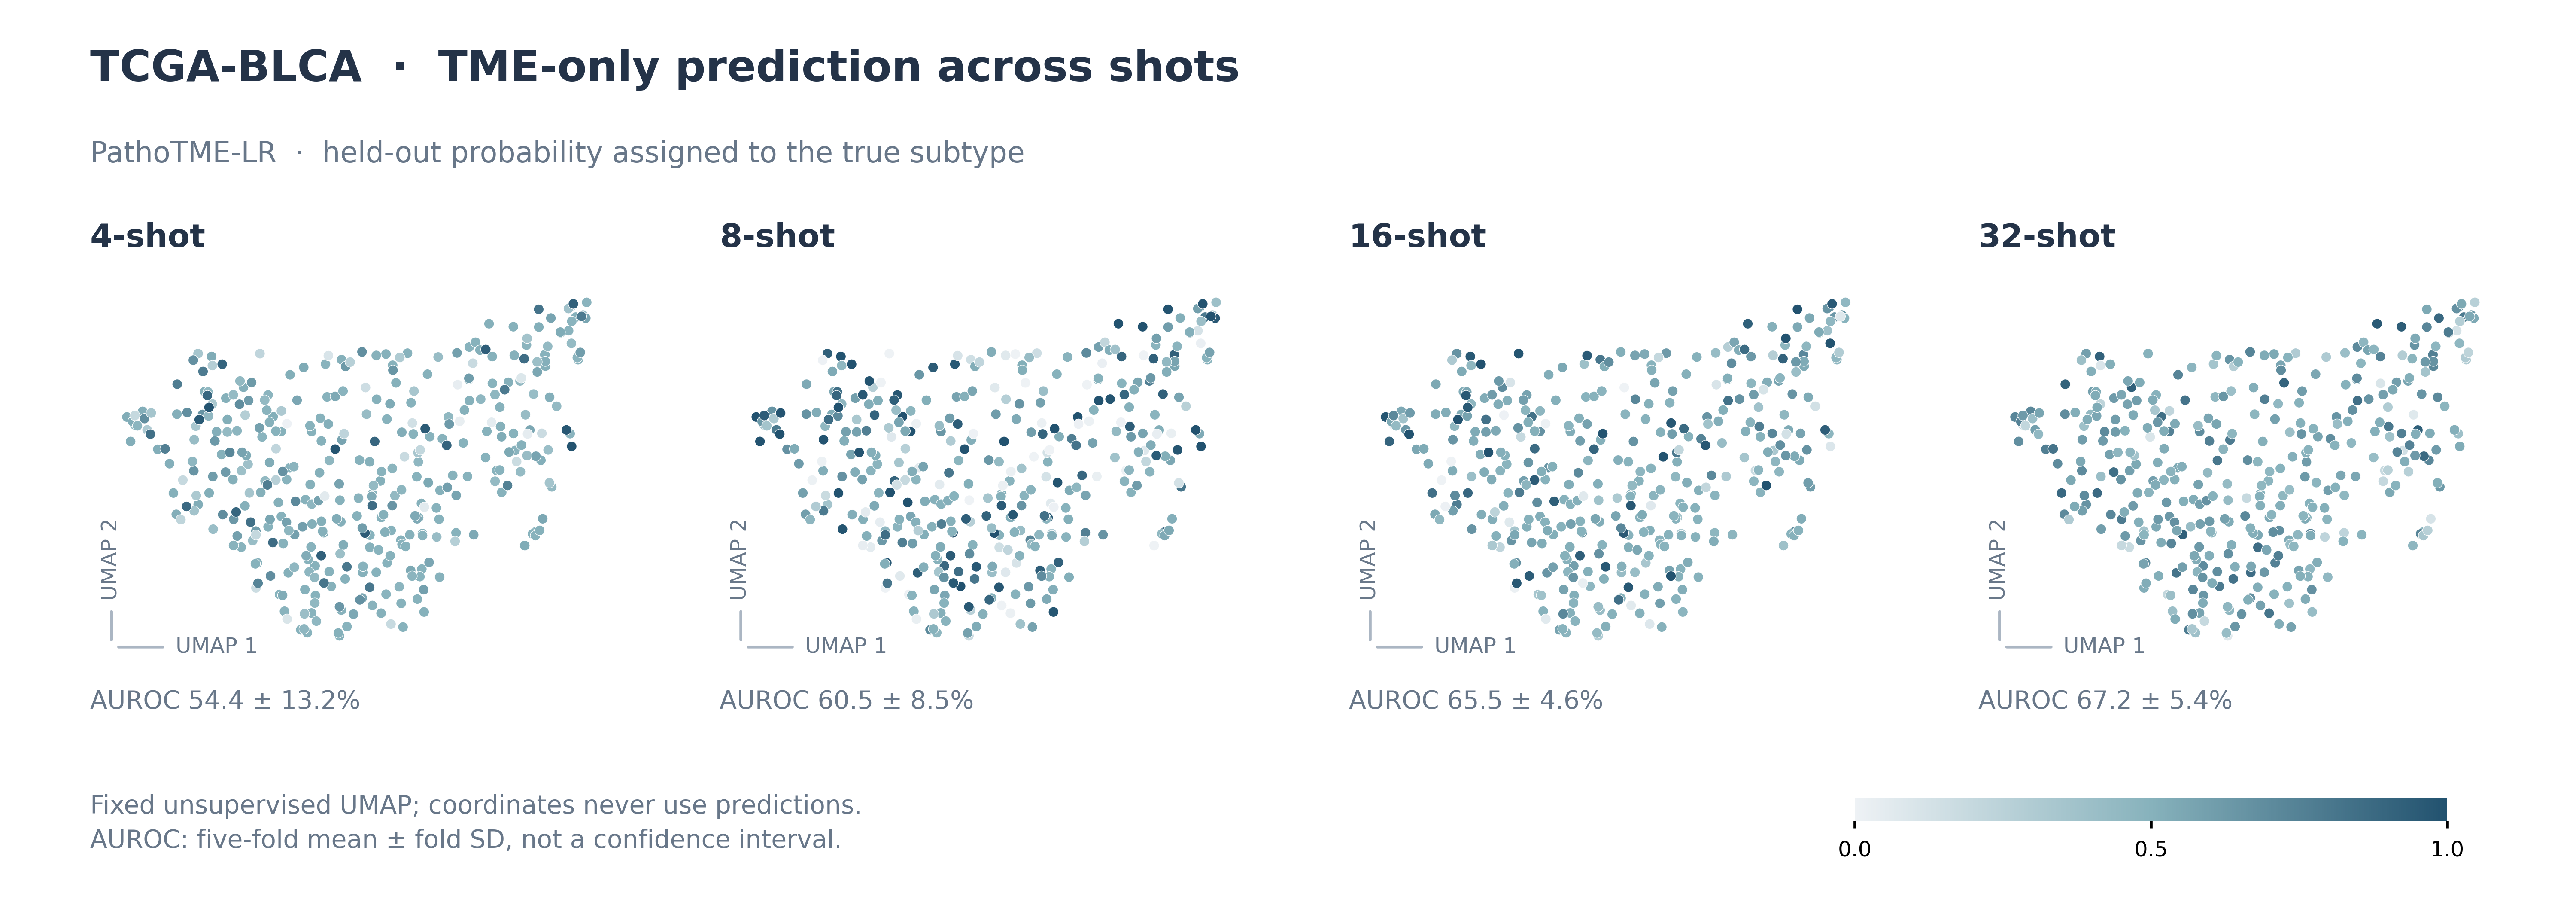 TCGA-BLCA · TME-only prediction across shots
PathoTME-LR · held-out probability assigned to the true subtype
4-shot
8-shot
16-shot
32-shot
UMAP 2
UMAP 1
UMAP 2
UMAP 1
UMAP 2
UMAP 1
UMAP 2
UMAP 1
AUROC 54.4 ± 13.2%
AUROC 60.5 ± 8.5%
AUROC 65.5 ± 4.6%
AUROC 67.2 ± 5.4%
Fixed unsupervised UMAP; coordinates never use predictions.
AUROC: five-fold mean ± fold SD, not a confidence interval.
0.0
0.5
1.0